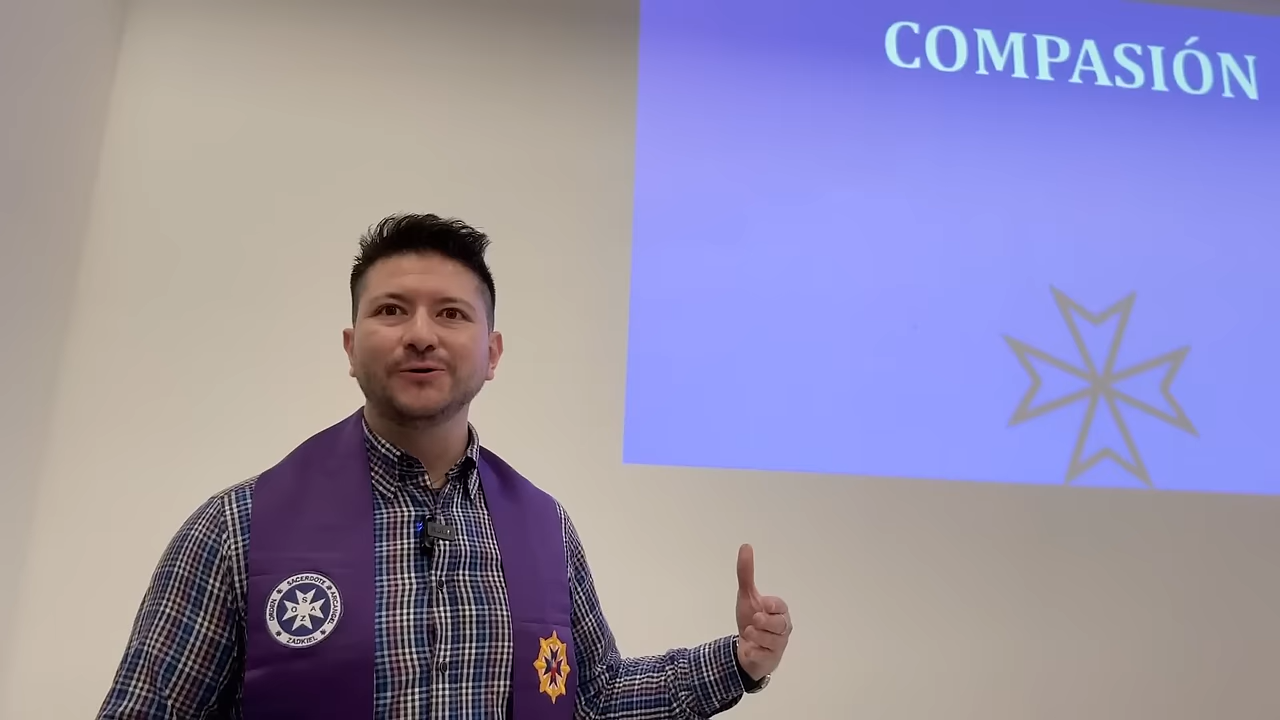 COMPASIÓN
ORDEN SACERDOTE ARCÁNGEL
ZADKIEL
S
O A
Z